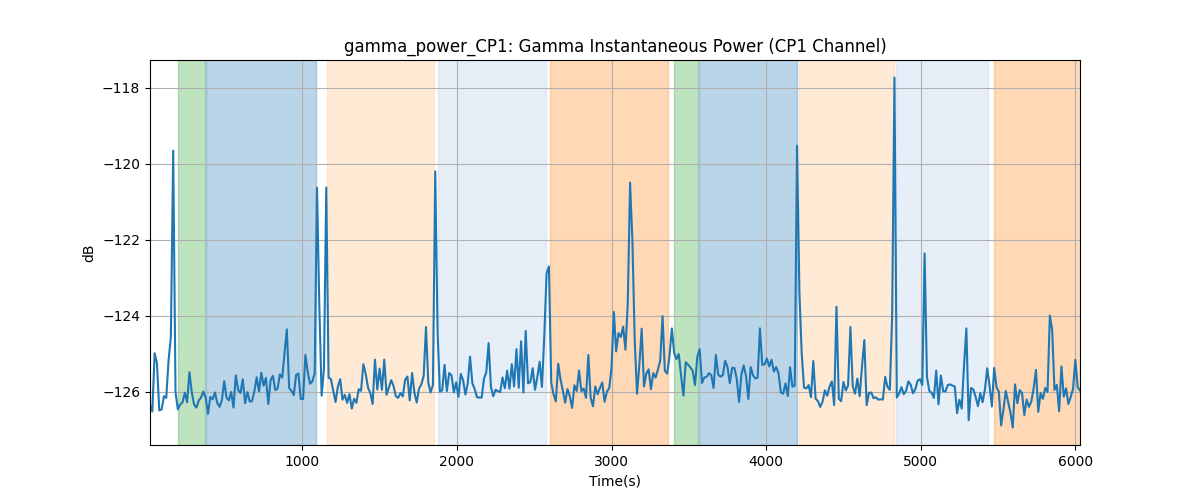 gamma_power_CP1: Gamma Instantaneous Power (CP1 Channel)
−118
−120
−122
−124
−126
dB
1000 2000 3000 4000 5000 6000
Time(s)